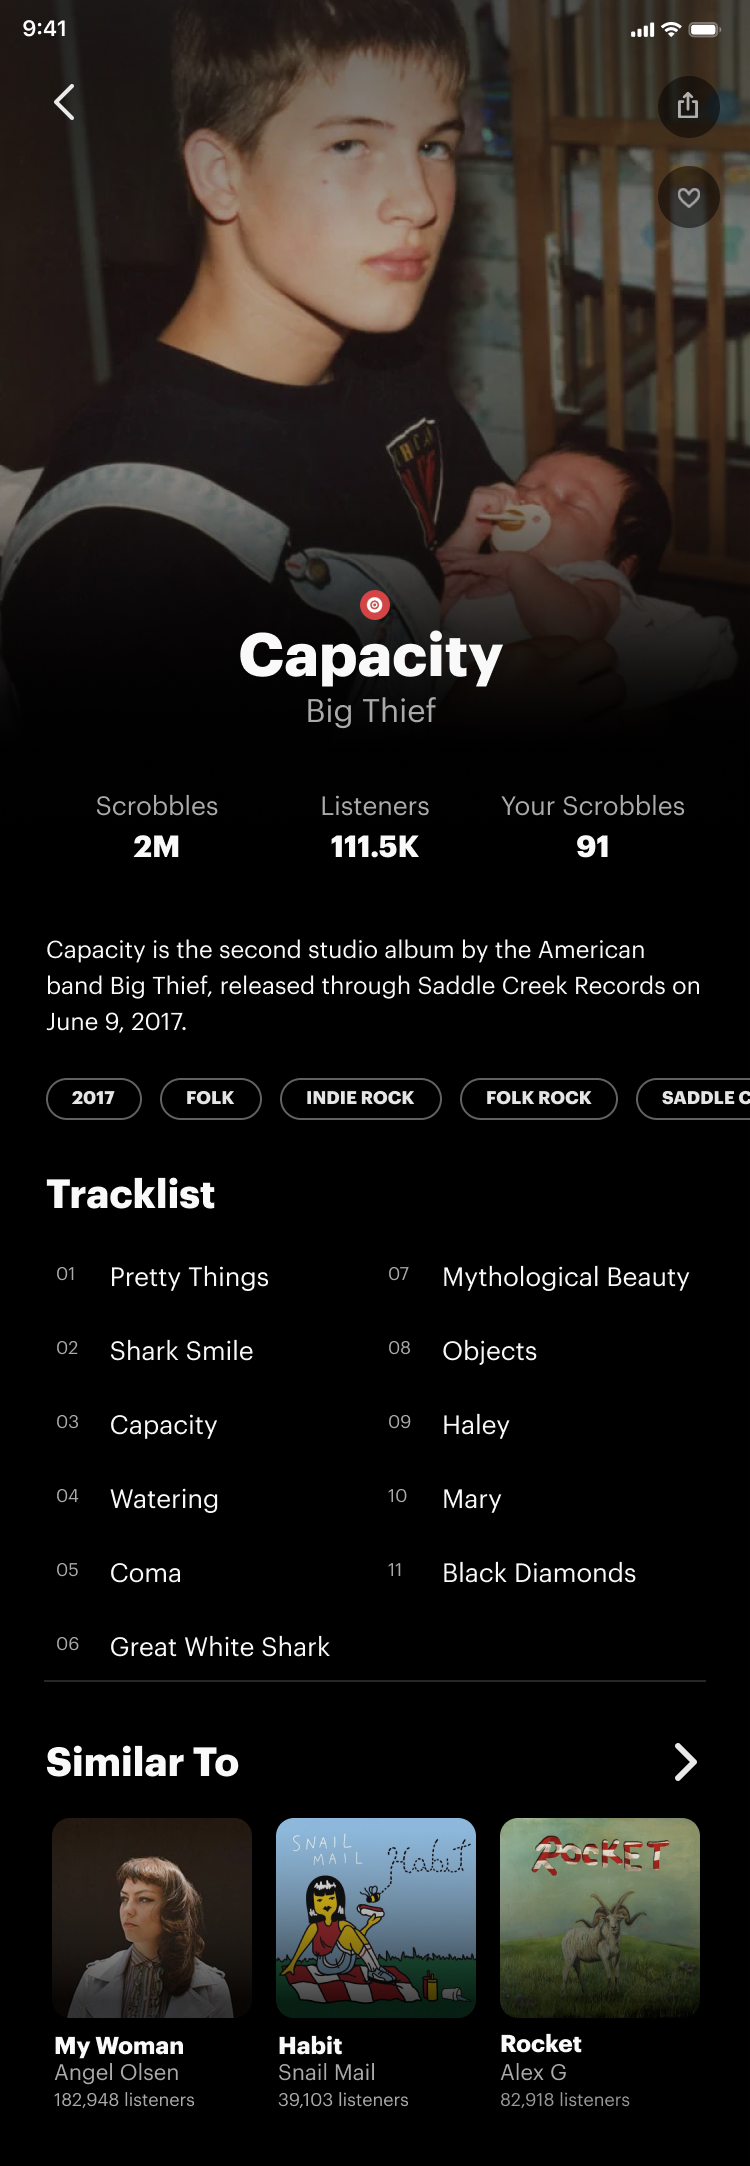 9:41
Capacity
Big Thief
Scrobbles
2M
Listeners
111.5K
Your Scrobbles
91
Capacity is the second studio album by the American
band Big Thief, released through Saddle Creek Records on
June 9, 2017.
2017
FOLK
INDIE ROCK
FOLK ROCK
SADDLE C
Tracklist
01 Pretty Things
02 Shark Smile
03 Capacity
04 Watering
05 Coma
06 Great White Shark
07 Mythological Beauty
08 Objects
09 Haley
10 Mary
11 Black Diamonds
Similar To
SNAIL
MAIL
Habit
ROCKET
My Woman
Angel Olsen
182,948 listeners
Habit
Snail Mail
39,103 listeners
Rocket
Alex G
82,918 listeners